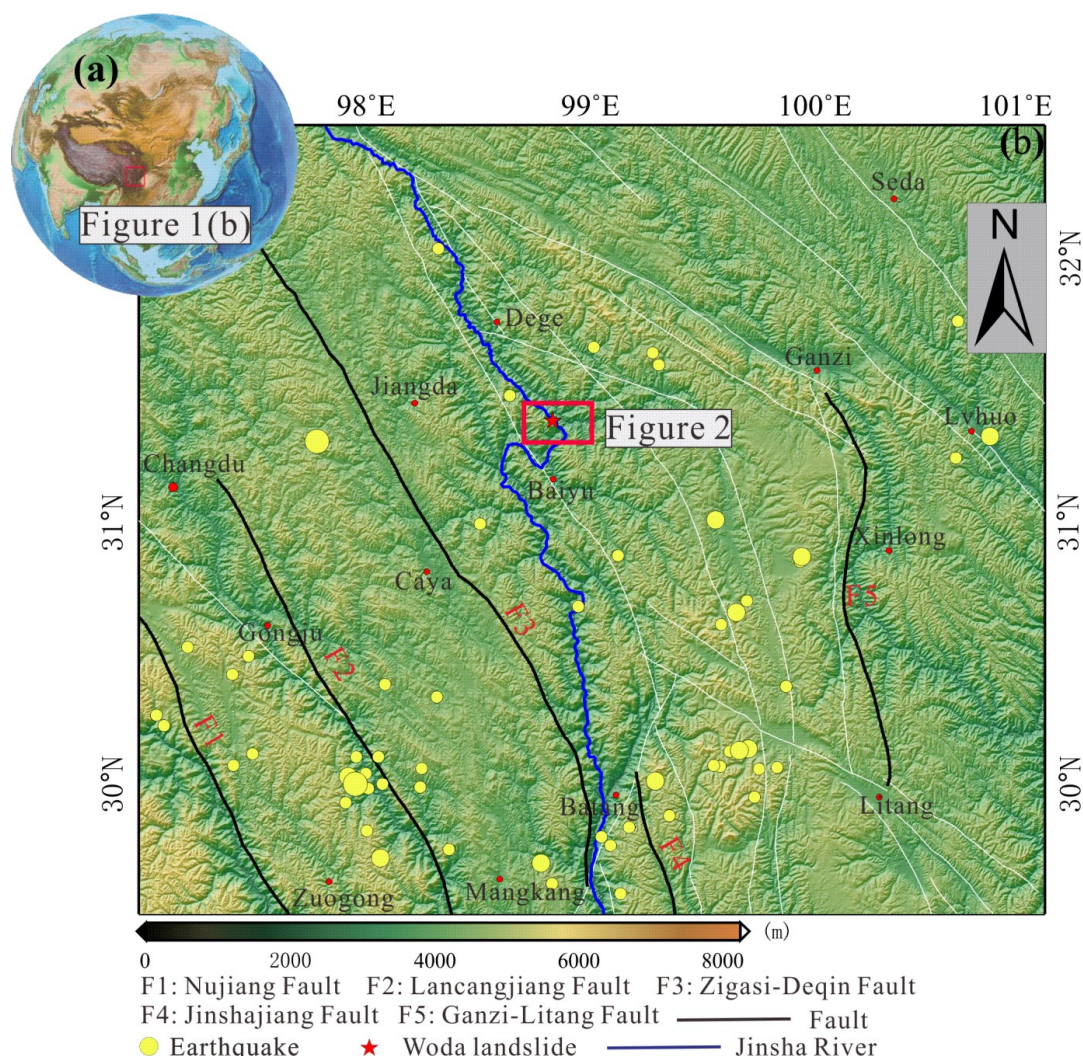 (a)
Figure 1(b)
98°E 99°E 100°E 101°E
(b)
Seda
N
32°N
Dege
Ganzi
Jiangda
Figure 2
Lvhuo
Changdu
Baiyu
31°N
31°N
Xinlong
Caya
F5
F3
Gongju
F2
F1
30°N
30°N
Batang
Litang
F4
Zuogong
Mangkang
(m)
0 2000 4000 6000 8000
F1: Nujiang Fault F2: Lancangjiang Fault F3: Zigasi-Deqin Fault
F4: Jinshajiang Fault F5: Ganzi-Litang Fault Fault
Earthquake Woda landslide Jinsha River